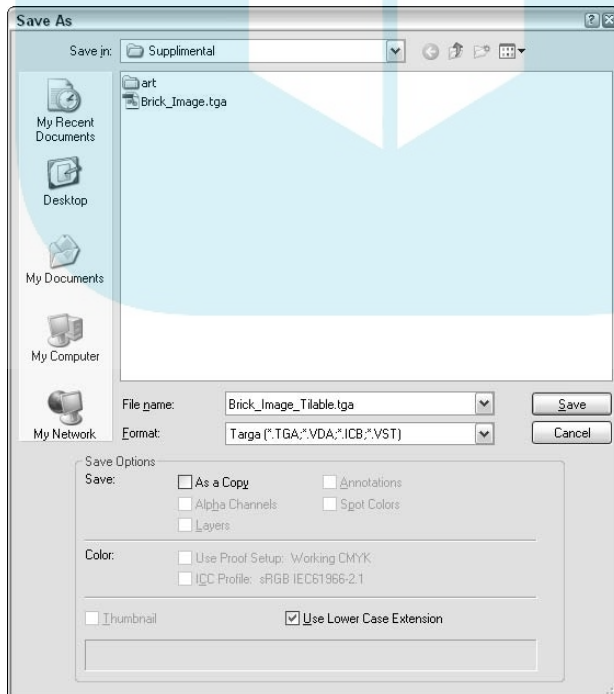 Save As
Save in: Supplimental
art
Brick_Image.tga
My Recent
Documents
Desktop
My Documents
My Computer
My Network
File name: Brick_Image_Tilable.tga Save
Format: Targa (*.TGA;*.VDA;*.ICB;*.VST) Cancel
Save Options
Save: As a Copy Annotations
Alpha Channels Spot Colors
Layers
Color: Use Proof Setup: Working CMYK
ICC Profile: sRGB IEC61966-2.1
Thumbnail Use Lower Case Extension